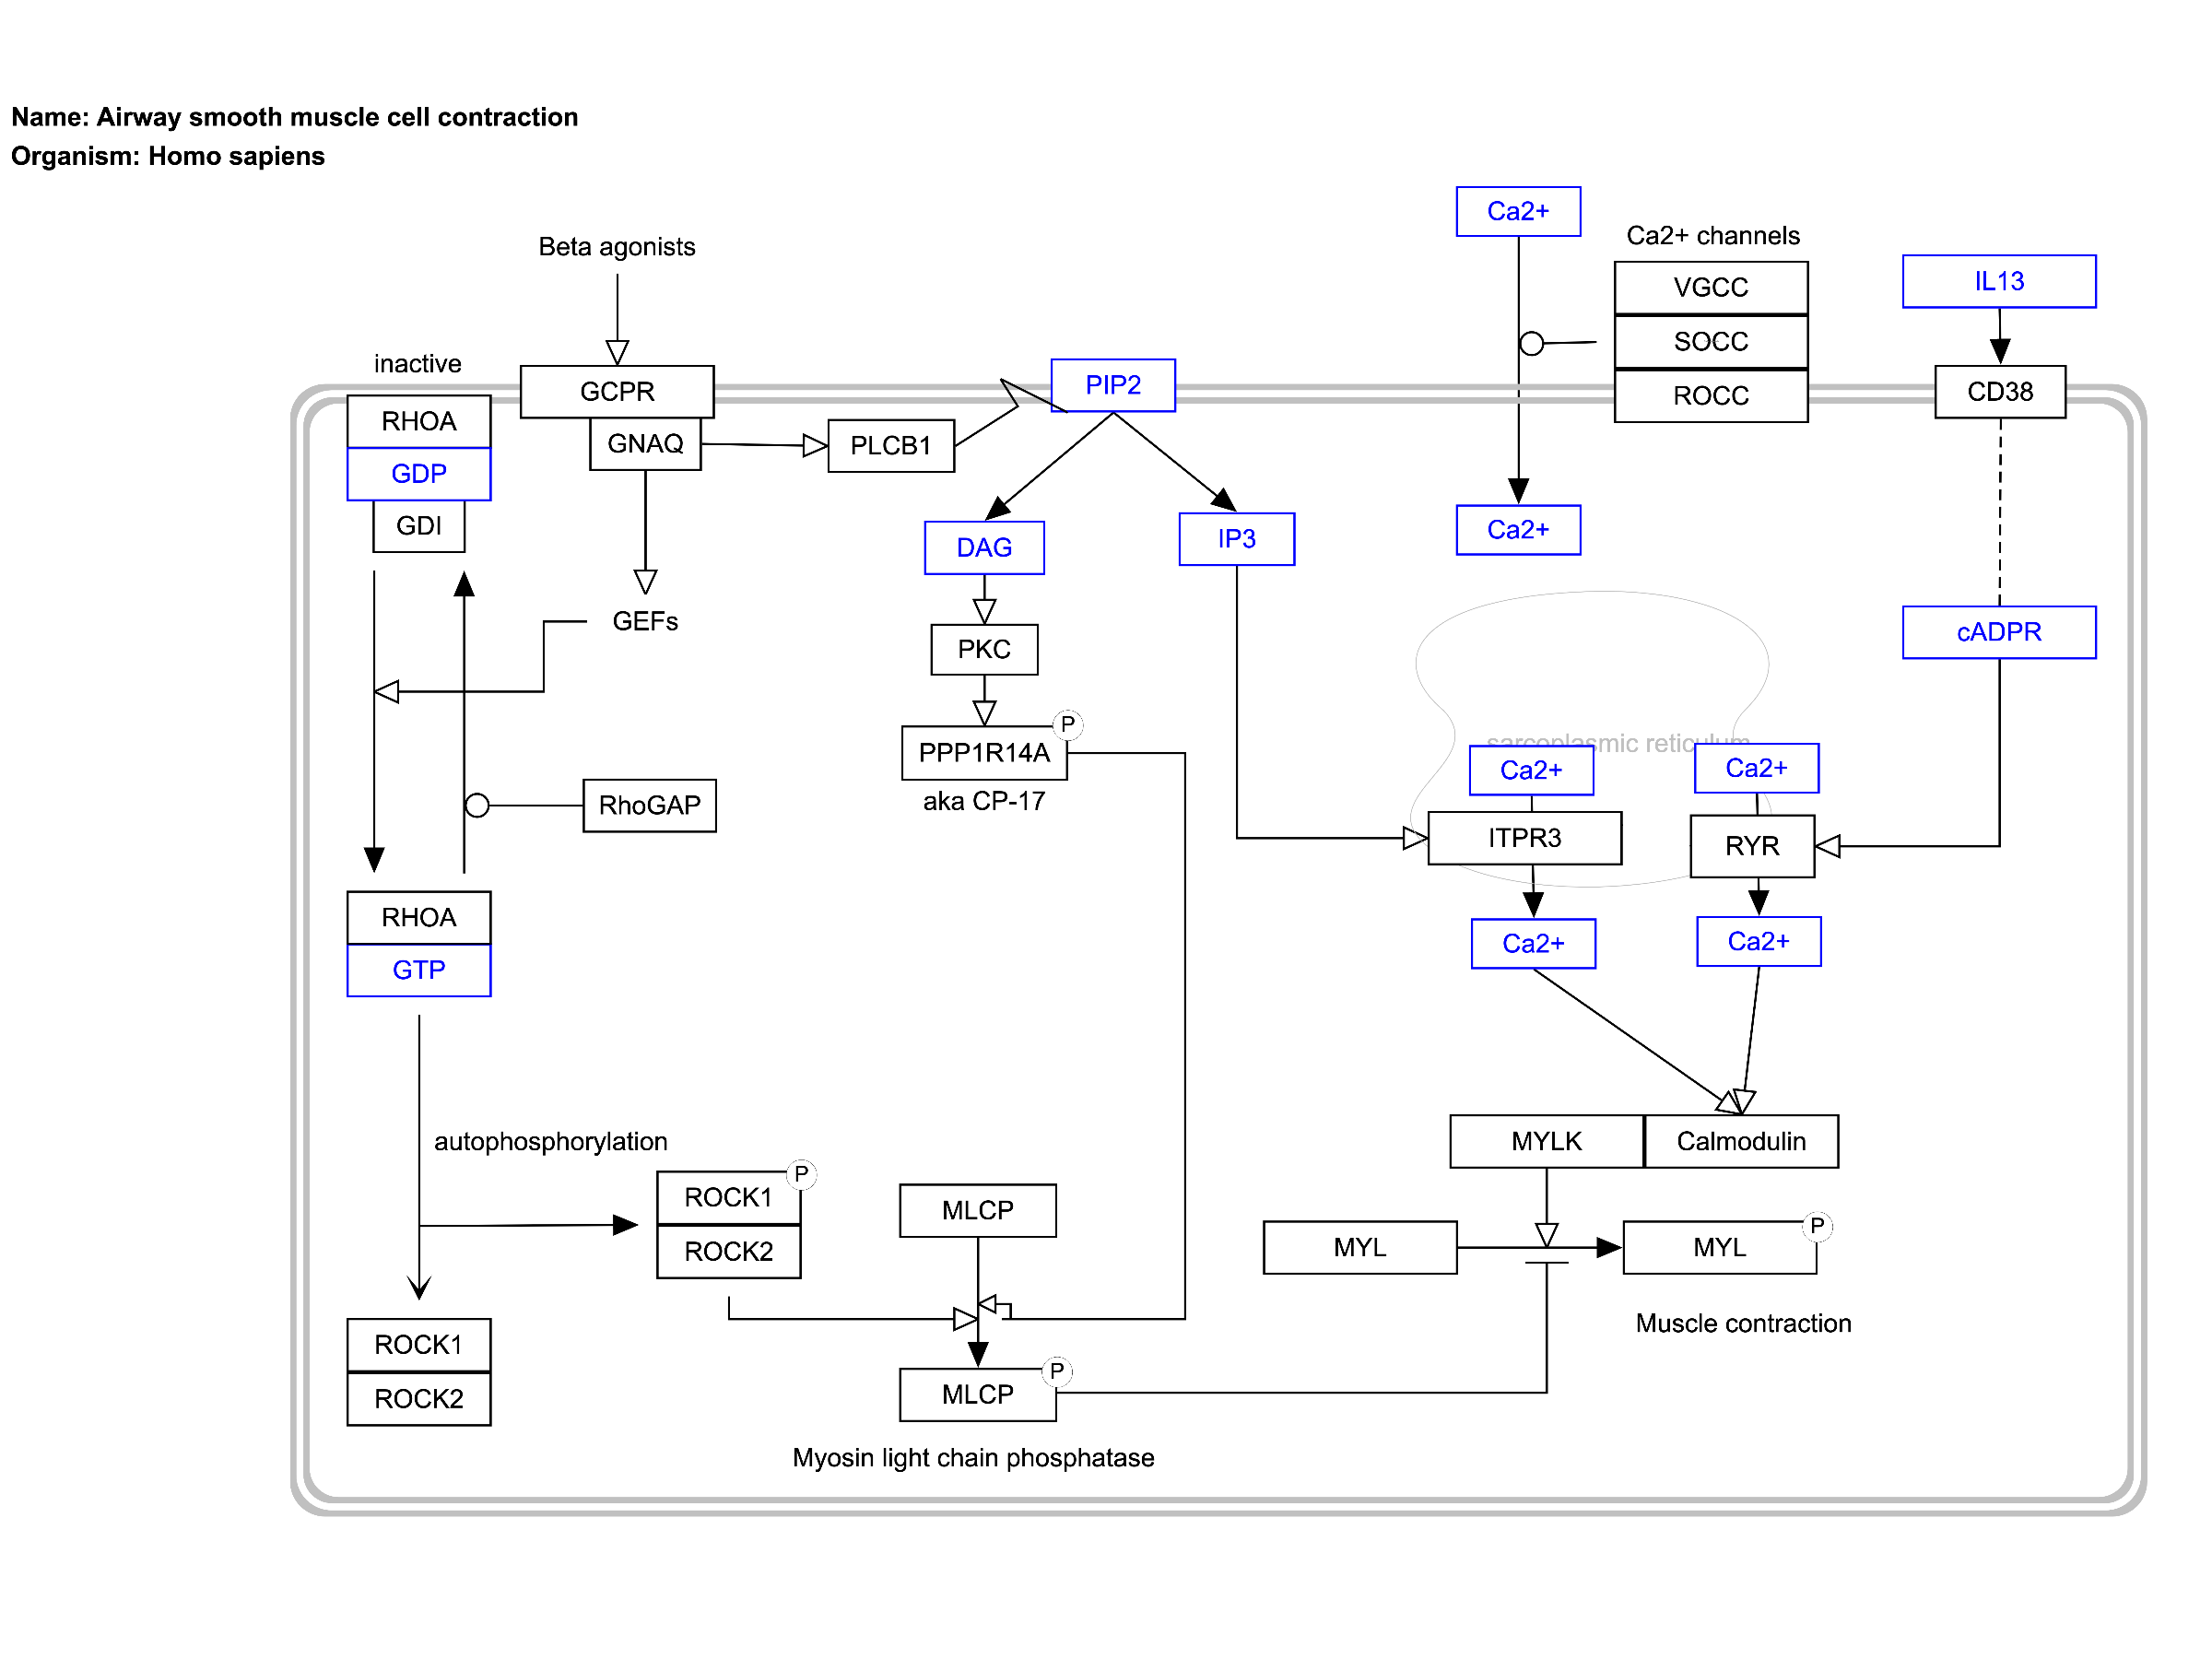 Name: Airway smooth muscle cell contraction
Organism: Homo sapiens
Ca2+
Ca2+ channels
Beta agonists
VGCC
IL13
SOCC
inactive
GCPR
PIP2
ROCC
CD38
RHOA
GNAQ
PLCB1
GDP
GDI
DAG
IP3
Ca2+
GEFs
cADPR
PKC
sarcoplasmic reticulum
P
PPP1R14A
Ca2+
Ca2+
aka CP-17
RhoGAP
ITPR3
RYR
RHOA
GTP
Ca2+
Ca2+
autophosphorylation
MYLK
Calmodulin
P
ROCK1
ROCK2
MLCP
MYL
MYL
P
Muscle contraction
ROCK1
ROCK2
MLCP
P
Myosin light chain phosphatase